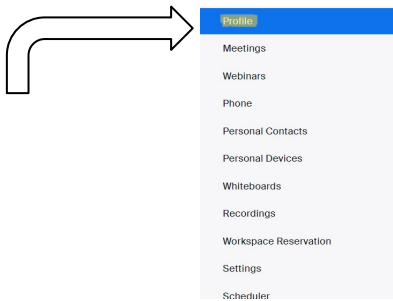 Profile
Meetings
Webinars
Phone
Personal Contacts
Personal Devices
Whiteboards
Recordings
Workspace Reservation
Settings
Scheduler